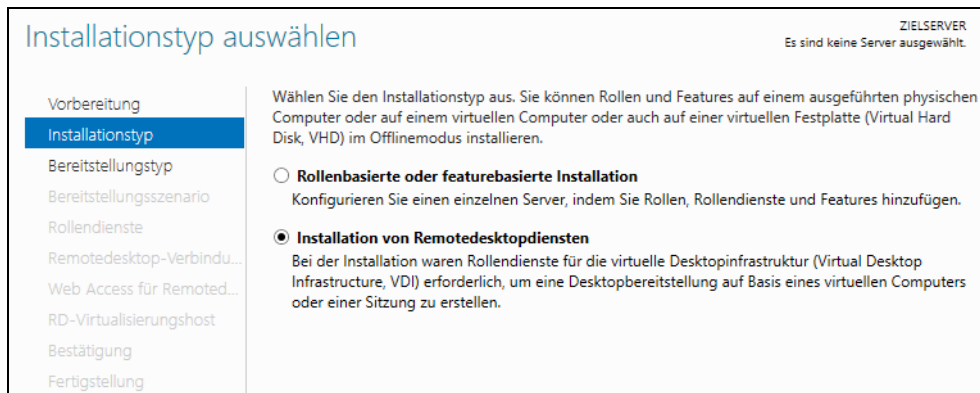 Installationstyp auswählen
ZIELSERVER
Es sind keine Server ausgewählt.
Vorbereitung
Installationstyp
Bereitstellungstyp
Bereitstellungsszenario
Rollendienste
Remotedesktop-Verbindu...
Web Access für Remoted...
RD-Virtualisierungshost
Bestätigung
Fertigstellung
Wählen Sie den Installationstyp aus. Sie können Rollen und Features auf einem ausgeführten physischen
Computer oder auf einem virtuellen Computer oder auch auf einer virtuellen Festplatte (Virtual Hard
Disk, VHD) im Offlinemodus installieren.
Rollenbasierte oder featurebasierte Installation
Konfigurieren Sie einen einzelnen Server, indem Sie Rollen, Rollendienste und Features hinzufügen.
Installation von Remotedesktopdiensten
Bei der Installation waren Rollendienste für die virtuelle Desktopinfrastruktur (Virtual Desktop
Infrastructure, VDI) erforderlich, um eine Desktopbereitstellung auf Basis eines virtuellen Computers
oder einer Sitzung zu erstellen.